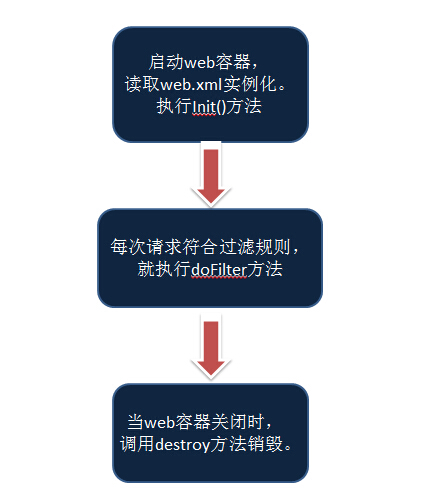 启动web容器，
读取web.xml实例化。
执行Init()方法
每次请求符合过滤规则，
就执行doFilter方法
当web容器关闭时，
调用destroy方法销毁。